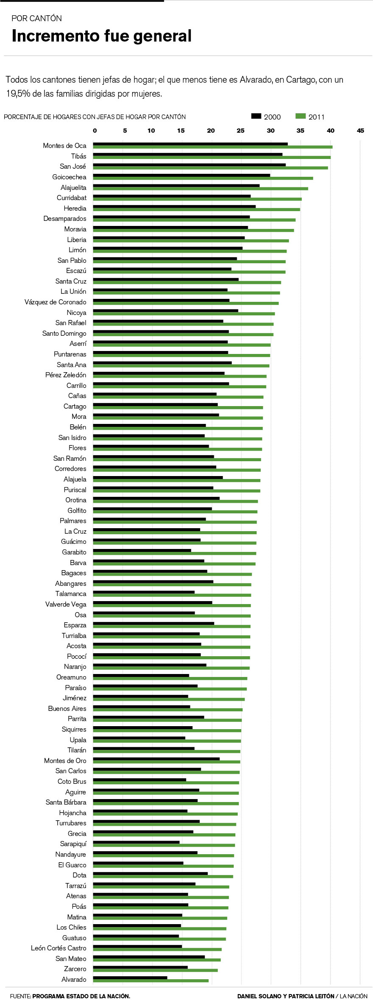 POR CANTÓN
Incremento fue general
Todos los cantones tienen jefas de hogar; el que menos tiene es Alvarado, en Cartago, con un
19,5% de las familias dirigidas por mujeres.
PORCENTAJE DE HOGARES CON JEFAS DE HOGAR POR CANTÓN 2000 2011
0 5 10 15 20 25 30 35 40 45
Montes de Oca
Tibás
San José
Goicoechea
Alajuelita
Curridabat
Heredia
Desamparados
Moravia
Liberia
Limón
San Pablo
Escazú
Santa Cruz
La Unión
Vázquez de Coronado
Nicoya
San Rafael
Santo Domingo
Aserrí
Puntarenas
Santa Ana
Pérez Zeledón
Carrillo
Cañas
Cartago
Mora
Belén
San Isidro
Flores
San Ramón
Corredores
Alajuela
Puriscal
Orotina
Golfito
Palmares
La Cruz
Guácimo
Garabito
Barva
Bagaces
Abangares
Talamanca
Valverde Vega
Osa
Esparza
Turrialba
Acosta
Pococí
Naranjo
Oreamuno
Paraíso
Jiménez
Buenos Aires
Parrita
Siquirres
Upala
Tilarán
Montes de Oro
San Carlos
Coto Brus
Aguirre
Santa Bárbara
Hojancha
Turrubares
Grecia
Sarapiquí
Nandayure
El Guarco
Dota
Tarrazú
Atenas
Poás
Matina
Los Chiles
Guatuso
León Cortés Castro
San Mateo
Zarcero
Alvarado
FUENTE: PROGRAMA ESTADO DE LA NACIÓN. DANIEL SOLANO Y PATRICIA LEITÓN / LA NACIÓN